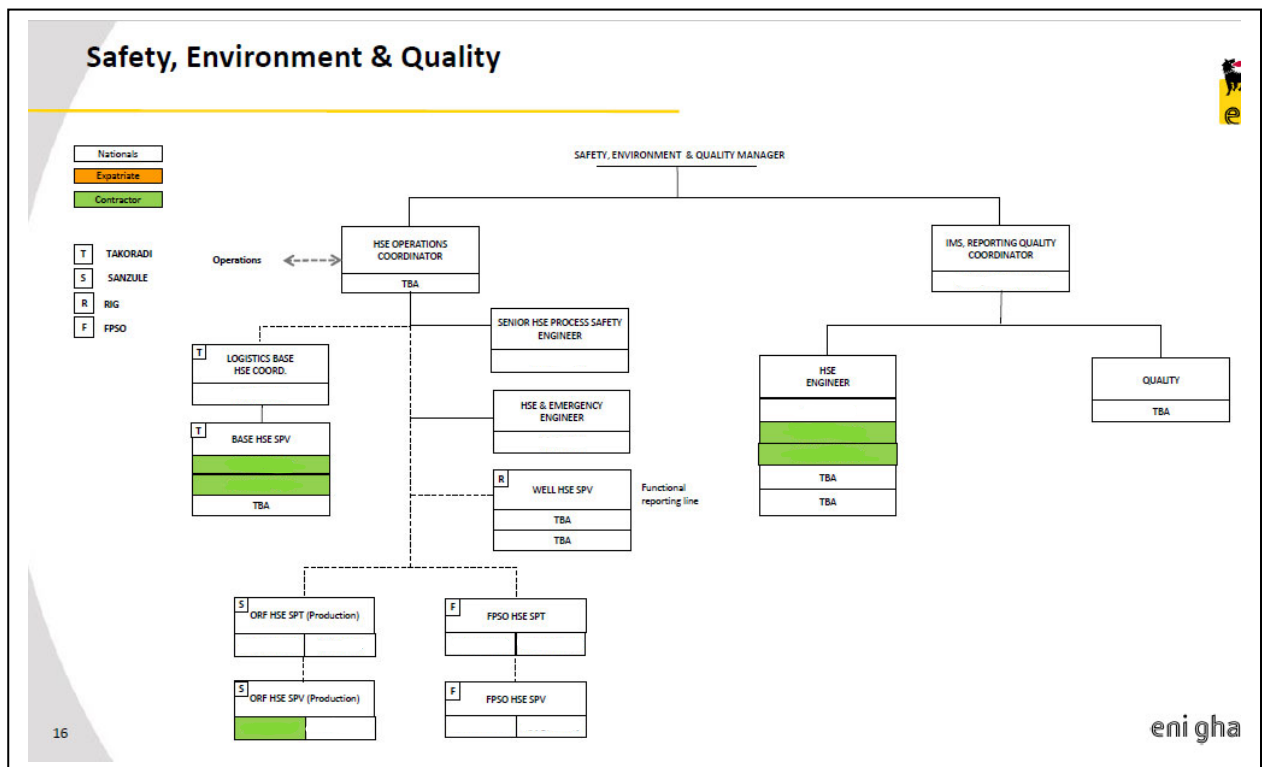 Safety, Environment & Quality
e
Nationals
Expatriate
Contractor
T TAKORADI
S SANZULE
R RIG
F FPSO
SAFETY, ENVIRONMENT & QUALITY MANAGER
Operations
HSE OPERATIONS
COORDINATOR
TBA
IMS, REPORTING QUALITY
COORDINATOR
SENIOR HSE PROCESS SAFETY
ENGINEER
T
LOGISTICS BASE
HSE COORD.
HSE
ENGINEER
TBA
TBA
QUALITY
TBA
HSE & EMERGENCY
ENGINEER
T
BASE HSE SPV
TBA
R
WELL HSE SPV
TBA
TBA
Functional
reporting line
S
ORF HSE SPT (Production)
F
FPSO HSE SPT
S
ORF HSE SPV (Production)
F
FPSO HSE SPV
16
eni gha